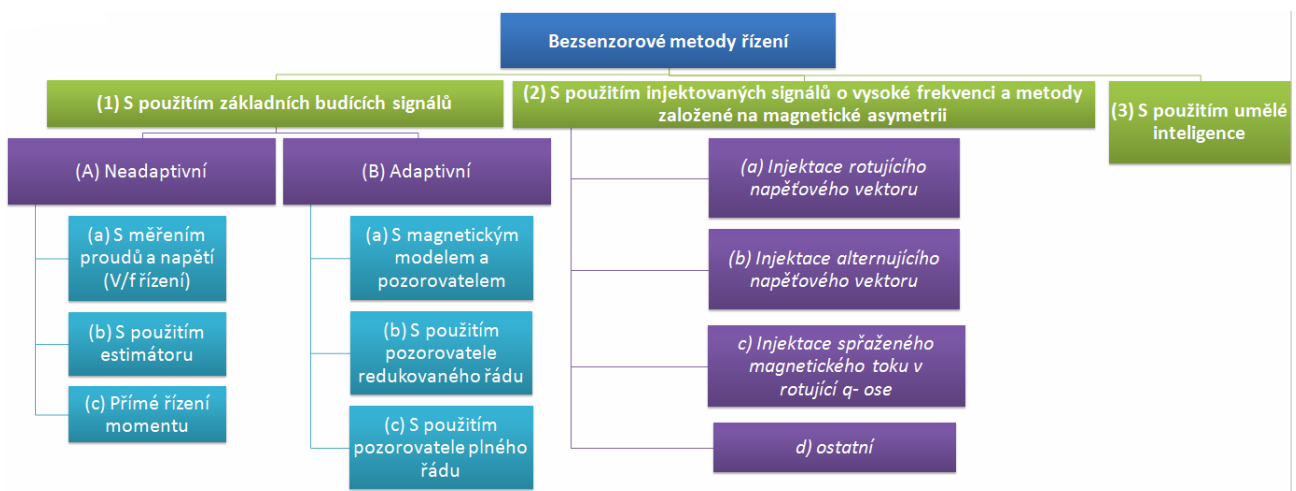 Bezsenzorové metody řízení
(1) S použitím základních budících signálů
(2) S použitím injektovaných signálů o vysoké frekvenci a metody
založené na magnetické asymetrii
(3) S použitím umělé
inteligence
(A) Neadaptivní
(a) S měřením
proudů a napětí
(V/f řízení)
(b) S použitím
estimátoru
(c) Přímé řízení
momentu
(B) Adaptivní
(a) S magnetickým
modelem a
pozorovatelem
(b) S použitím
pozorovatele
redukovaného řádu
(c) S použitím
pozorovatele plného
řádu
(a) Injektace rotujícího
napěťového vektoru
(b) Injektace alternujícího
napěťového vektoru
c) Injektace spřaženého
magnetického toku v
rotující q- ose
d) ostatní